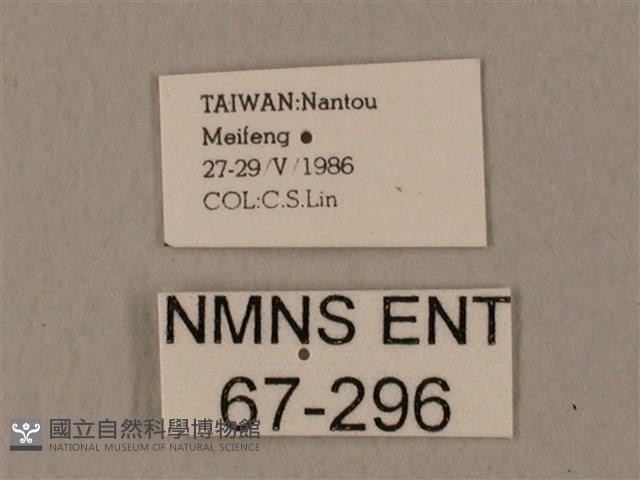 TAIWAN:Nantou
Meifeng
27-29/V/1986
COL:C.S.Lin
NMNS ENT
67-296
國立自然科學博物館
NATIONAL MUSEUM OF NATURAL SCIENCE